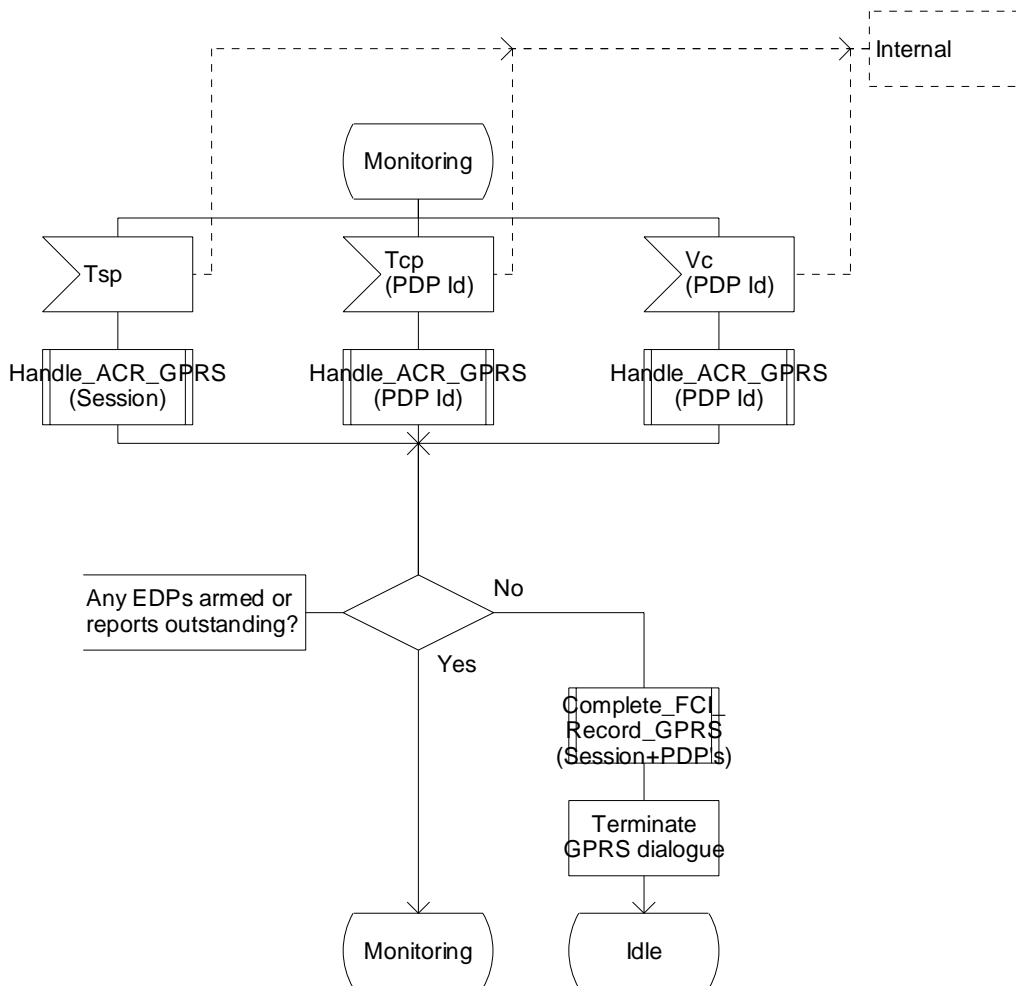 Internal
Monitoring
Tsp
Tcp
(PDP Id)
Vc
(PDP Id)
Handle_ACR_GPRS
(Session)
Handle_ACR_GPRS
(PDP Id)
Handle_ACR_GPRS
(PDP Id)
Any EDPs armed or
reports outstanding?
No
Yes
Complete_FCI_
Record_GPRS
(Session+PDP's)
Terminate
GPRS dialogue
Monitoring
Idle